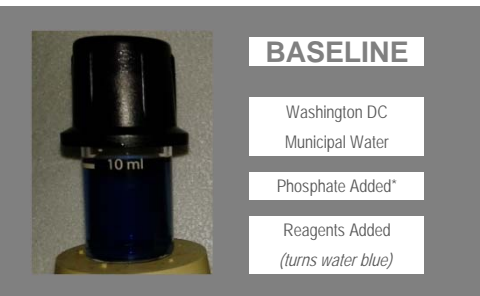 BASELINE
10 ml
Washington DC
Municipal Water
Phosphate Added*
Reagents Added
(turns water blue)